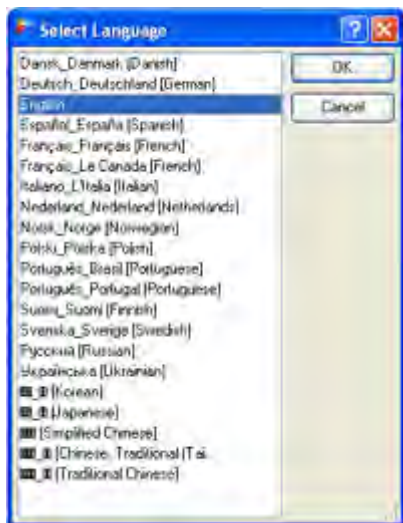 Select Language
Dansk_Danmark [Danish]
Deutsch_Deutschland [German]
English
Español_España [Spanish]
Français_Français [French]
Français_Le Canada [French]
Italiano_L'Italia [Italian]
Nederland_Nederland [Netherlands]
Norsk_Norge [Norwegian]
Polski_Polska [Polish]
Português_Brasil [Portuguese]
Português_Portugal [Portuguese]
Suomi_Suomi [Finnish]
Svenska_Sverige [Swedish]
Русский [Russian]
Українська [Ukrainian]
[Korean]
[Japanese]
[Simplified Chinese]
[Chinese, Traditional (Tai...
[Traditional Chinese]
OK
Cancel